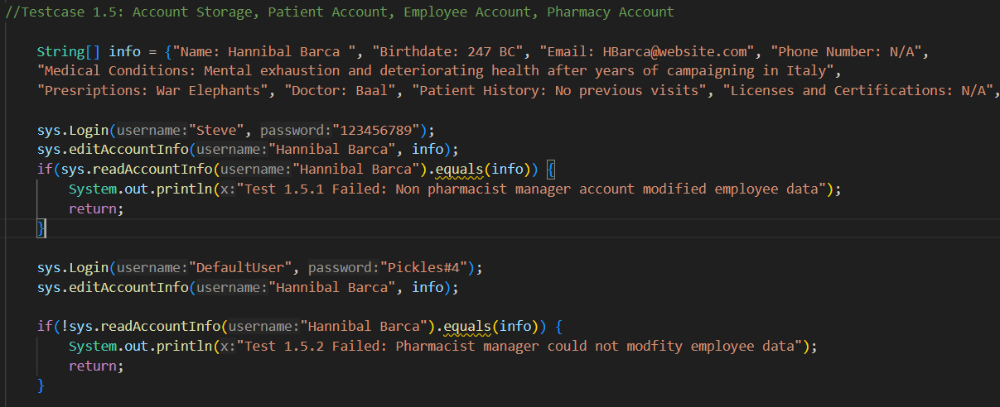 //Testcase 1.5: Account Storage, Patient Account, Employee Account, Pharmacy Account
String[] info = {"Name: Hannibal Barca ", "Birthdate: 247 BC", "Email: HBarca@website.com", "Phone Number: N/A",
"Medical Conditions: Mental exhaustion and deteriorating health after years of campaigning in Italy",
"Presriptions: War Elephants", "Doctor: Baal", "Patient History: No previous visits", "Licenses and Certifications: N/A",
sys.Login(username:"Steve", password:"123456789");
sys.editAccountInfo(username:"Hannibal Barca", info);
if(sys.readAccountInfo(username:"Hannibal Barca").equals(info)) {
System.out.println(x:"Test 1.5.1 Failed: Non pharmacist manager account modified employee data");
return;
}
sys.Login(username:"DefaultUser", password:"Pickles#4");
sys.editAccountInfo(username:"Hannibal Barca", info);
if(!sys.readAccountInfo(username:"Hannibal Barca").equals(info)) {
System.out.println(x:"Test 1.5.2 Failed: Pharmacist manager could not modfity employee data");
return;
}